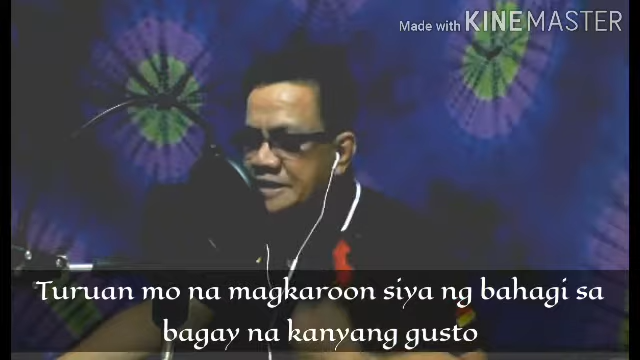 Made with KINEMASTER
Turuan mo na magkaroon siya ng bahagi sa
bagay na kanyang gusto